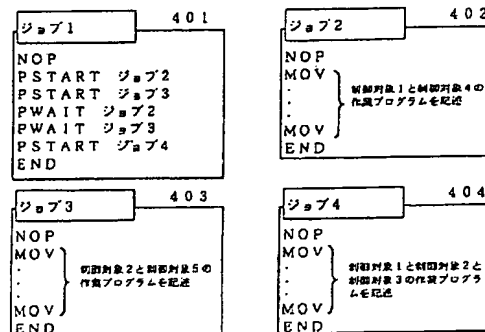 ジョブ1 401
NOP
PSTART ジョブ2
PSTART ジョブ3
PWAIT ジョブ2
PWAIT ジョブ3
PSTART ジョブ4
END
ジョブ2 402
NOP
MOV
.
.
.
MOV
END
制御対象1と制御対象4の
作業プログラムを記述
ジョブ3 403
NOP
MOV
.
.
.
MOV
END
制御対象2と制御対象5の
作業プログラムを記述
ジョブ4 404
NOP
MOV
.
.
.
MOV
END
制御対象1と制御対象2と
制御対象3の作業プログラ
ムを記述